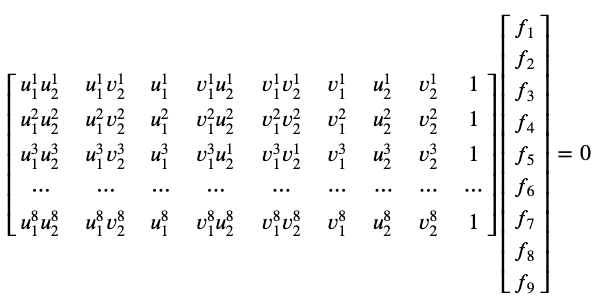 u_1^1u_2^1 u_1^1v_2^1 u_1^1 v_1^1u_2^1 v_1^1v_2^1 v_1^1 u_2^1 v_2^1 1
u_1^2u_2^2 u_1^2v_2^2 u_1^2 v_1^2u_2^2 v_1^2v_2^2 v_1^2 u_2^2 v_2^2 1
u_1^3u_2^3 u_1^3v_2^3 u_1^3 v_1^3u_2^1 v_1^3v_2^1 v_1^3 u_2^3 v_2^3 1
... ... ... ... ... ... ... ... ...
u_1^8u_2^8 u_1^8v_2^8 u_1^8 v_1^8u_2^8 v_1^8v_2^8 v_1^8 u_2^8 v_2^8 1
f_1
f_2
f_3
f_4
f_5
f_6
f_7
f_8
f_9
= 0